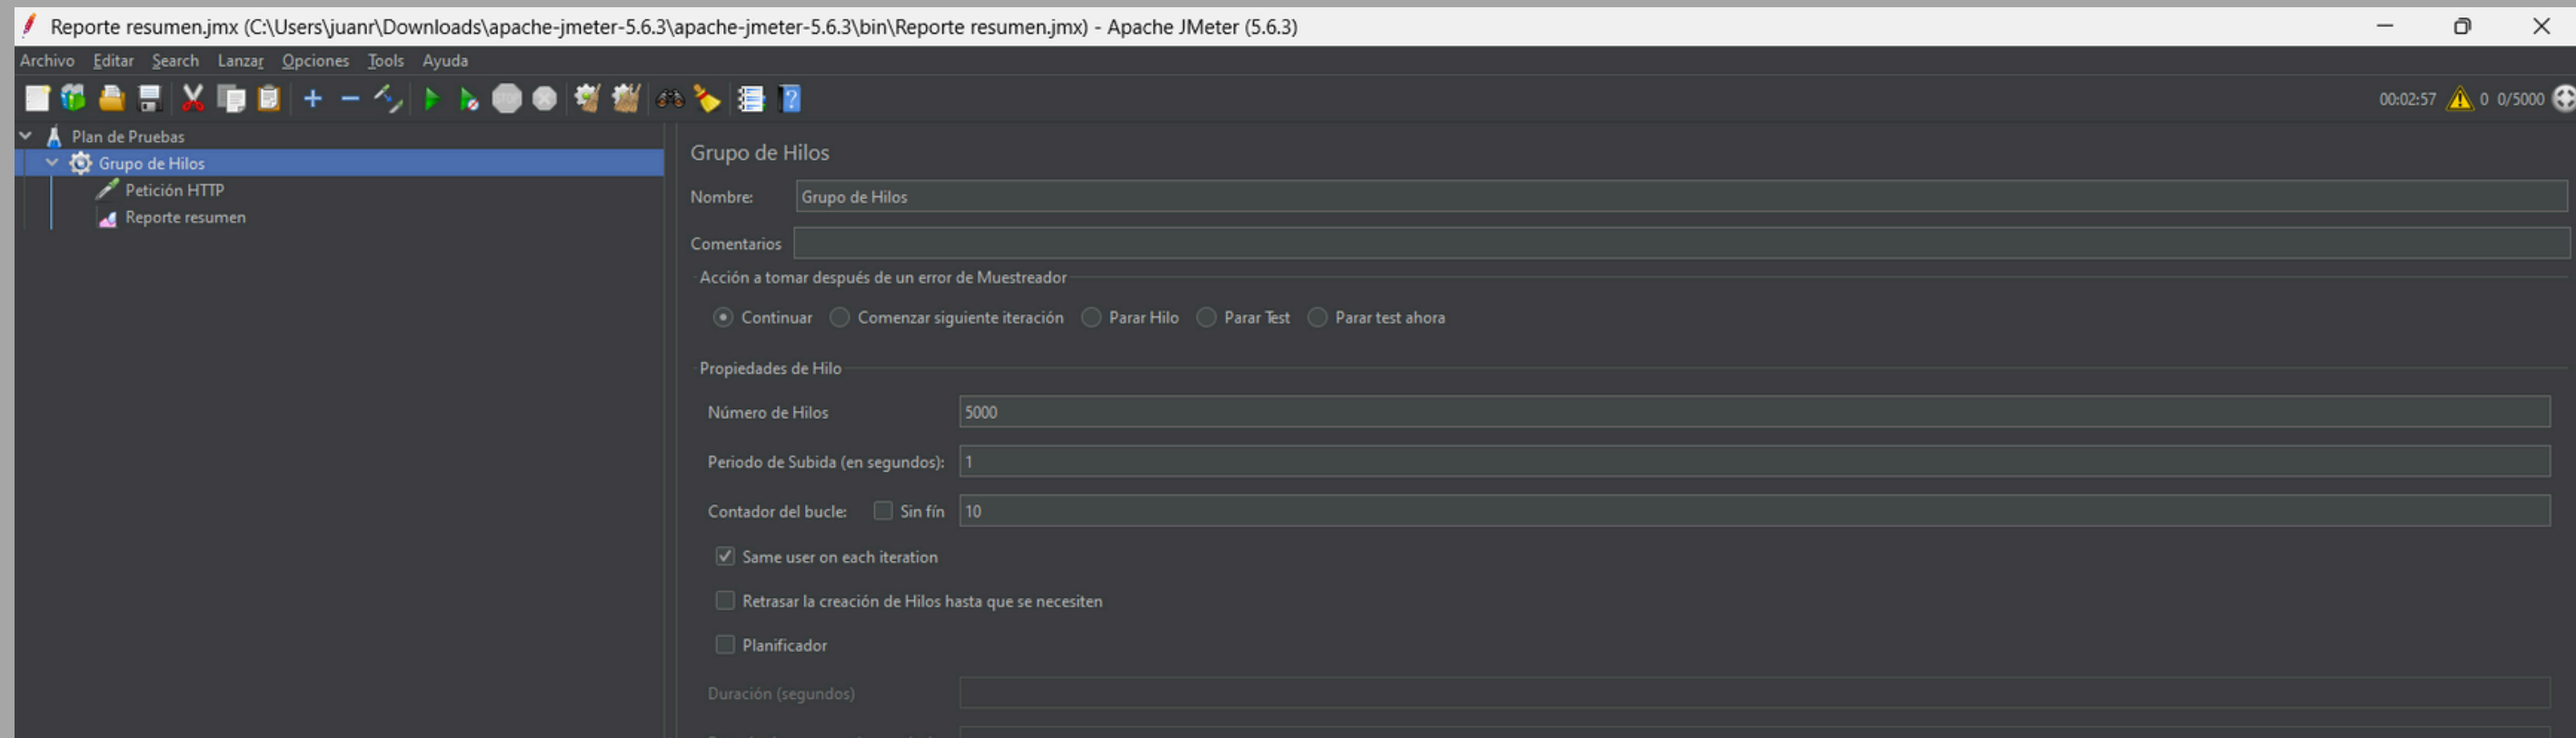 Reporte resumen.jmx (C:\Users\juanr\Downloads\apache-jmeter-5.6.3\apache-jmeter-5.6.3\bin\Reporte resumen.jmx) - Apache JMeter (5.6.3)
Archivo Editar Search Lanzar Opciones Tools Ayuda
STOP
00:02:57 0 0/5000
Plan de Pruebas
Grupo de Hilos
Petición HTTP
Reporte resumen
Grupo de Hilos
Nombre: Grupo de Hilos
Comentarios
Acción a tomar después de un error de Muestreador
Continuar Comenzar siguiente iteración Parar Hilo Parar Test Parar test ahora
Propiedades de Hilo
Número de Hilos 5000
Periodo de Subida (en segundos): 1
Contador del bucle: Sin fín 10
Same user on each iteration
Retrasar la creación de Hilos hasta que se necesiten
Planificador
Duración (segundos)